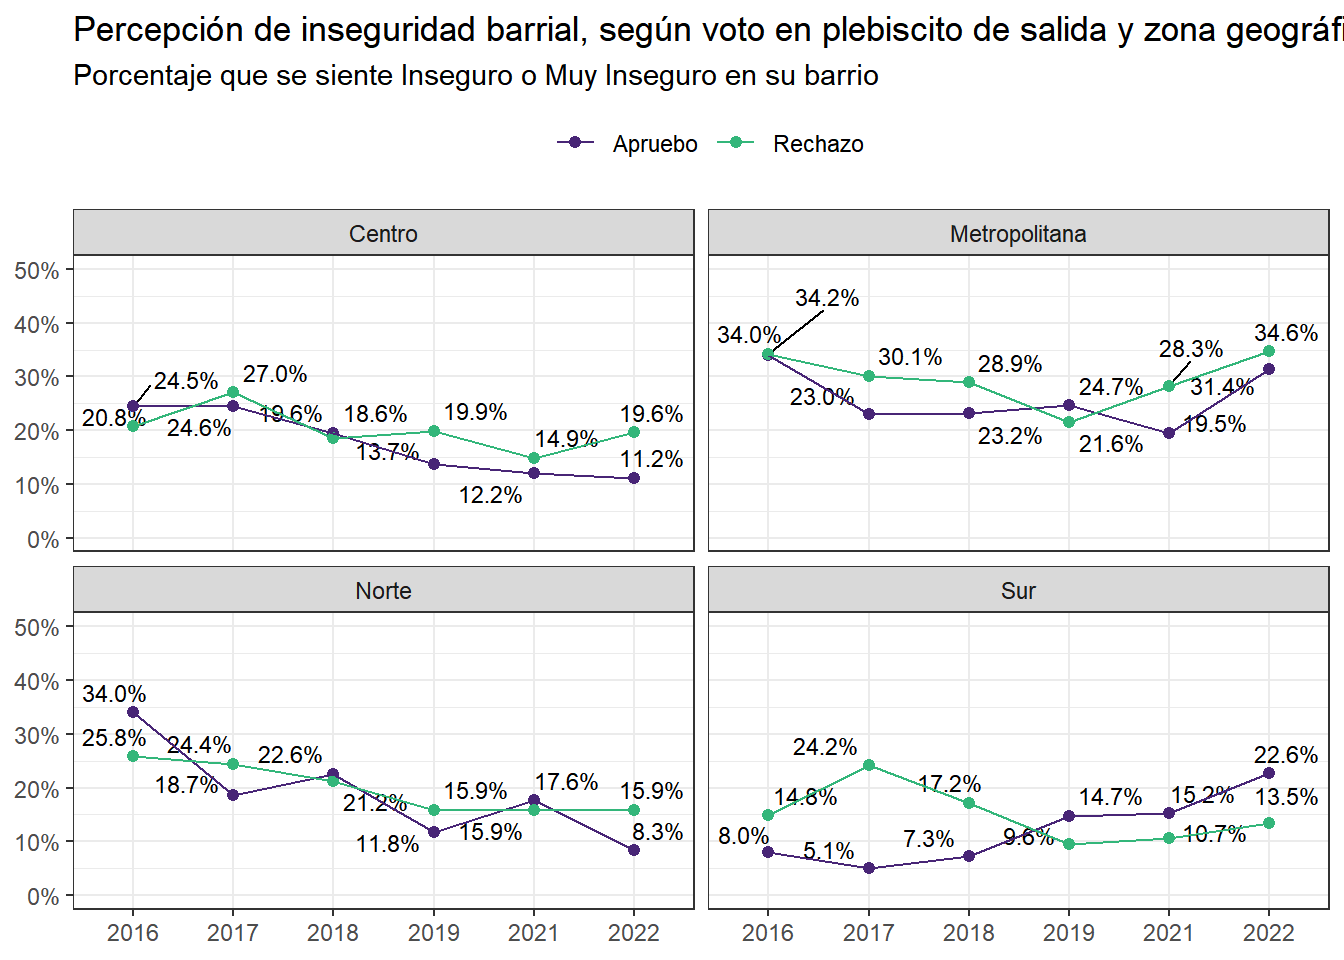 Percepción de inseguridad barrial, según voto en plebiscito de salida y zona geográfi
Porcentaje que se siente Inseguro o Muy Inseguro en su barrio
Apruebo Rechazo
Centro Metropolitana
50%
40%
30%
20%
10%
0%
24.5% 27.0%
20.8% 24.6% 19.6% 18.6% 19.9% 19.6%
13.7% 14.9% 11.2%
12.2%
34.2%
34.0% 30.1% 28.9% 28.3% 34.6%
23.0% 24.7% 31.4%
23.2% 21.6% 19.5%
Norte Sur
50%
40%
30%
20%
10%
0%
34.0%
25.8% 24.4% 22.6%
18.7% 21.2% 15.9% 17.6% 15.9%
11.8% 15.9% 8.3%
24.2% 22.6%
14.8% 17.2% 14.7% 15.2% 13.5%
8.0% 5.1% 7.3% 9.6% 10.7%
2016 2017 2018 2019 2021 2022 2016 2017 2018 2019 2021 2022